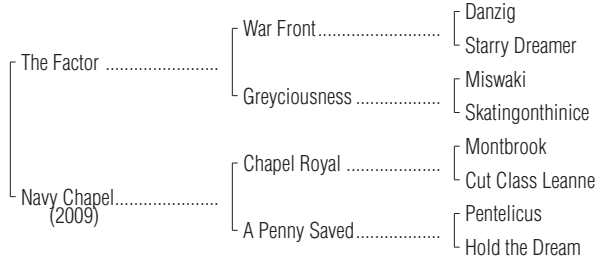 Danzig
War Front
Starry Dreamer
The Factor
Miswaki
Greyciousness
Skatingonthinice
Montbrook
Chapel Royal
Cut Class Leanne
Navy Chapel
(2009)
Pentelicus
A Penny Saved
Hold the Dream